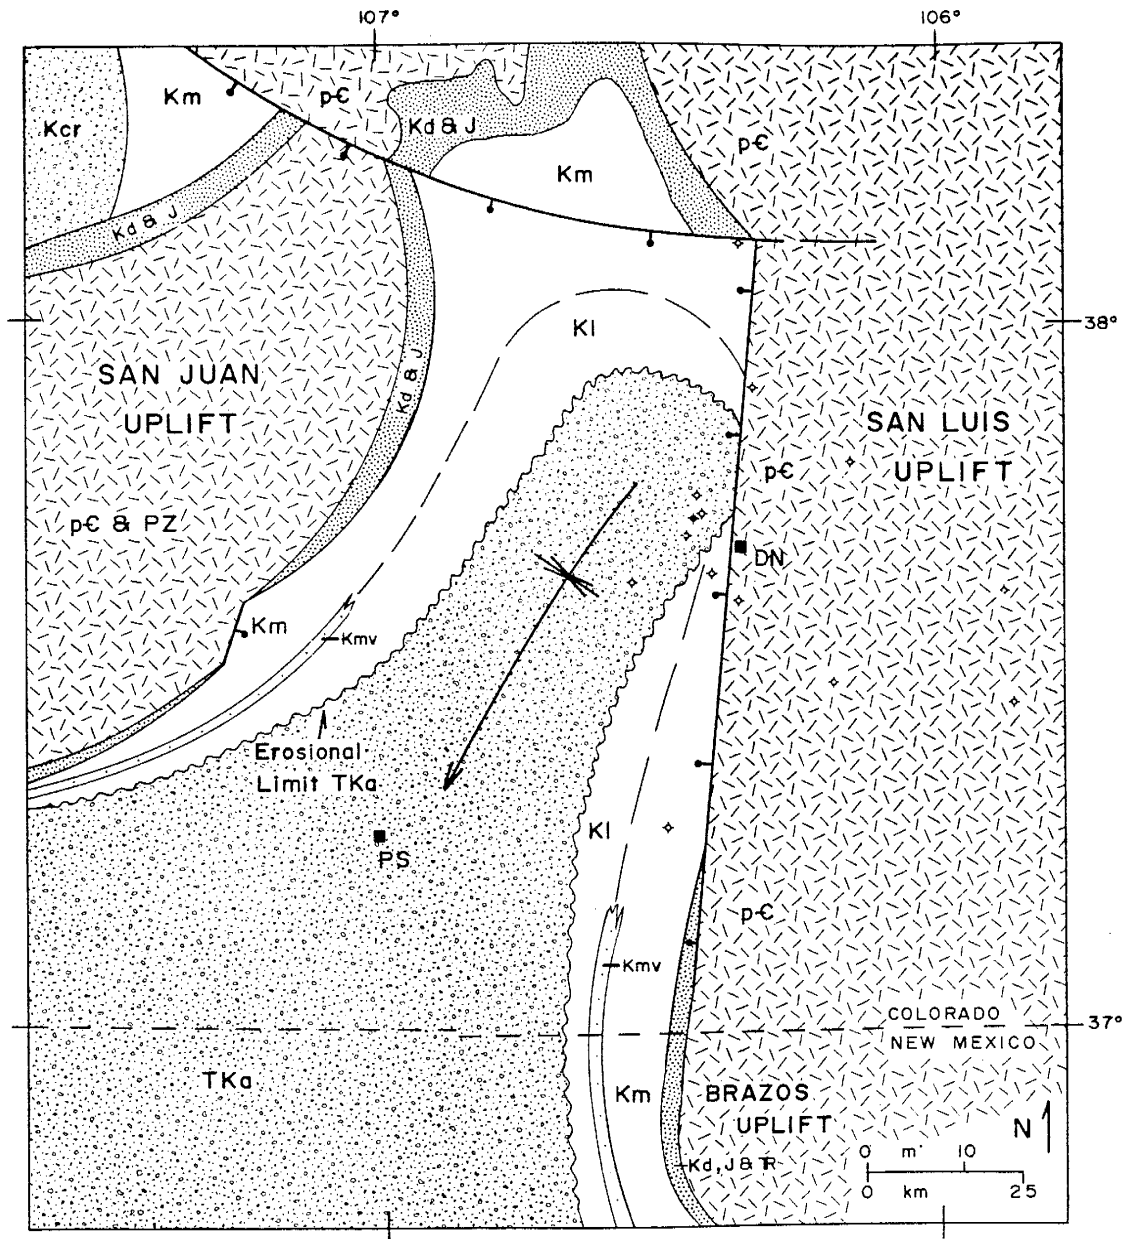 107°
106°
Km
p-Є
Kcr
Kd & J
p-Є
Km
Kd & J
38°
Kl
SAN JUAN
UPLIFT
Kd & J
SAN LUIS
UPLIFT
p-Є
p-Є & PZ
DN
Km
Kmv
Erosional
Limit TKa
Kl
PS
p-Є
Kmv
COLORADO
NEW MEXICO
37°
TKa
Km
BRAZOS
UPLIFT
N
Kd, J & TR
0 m 10
0 km 25